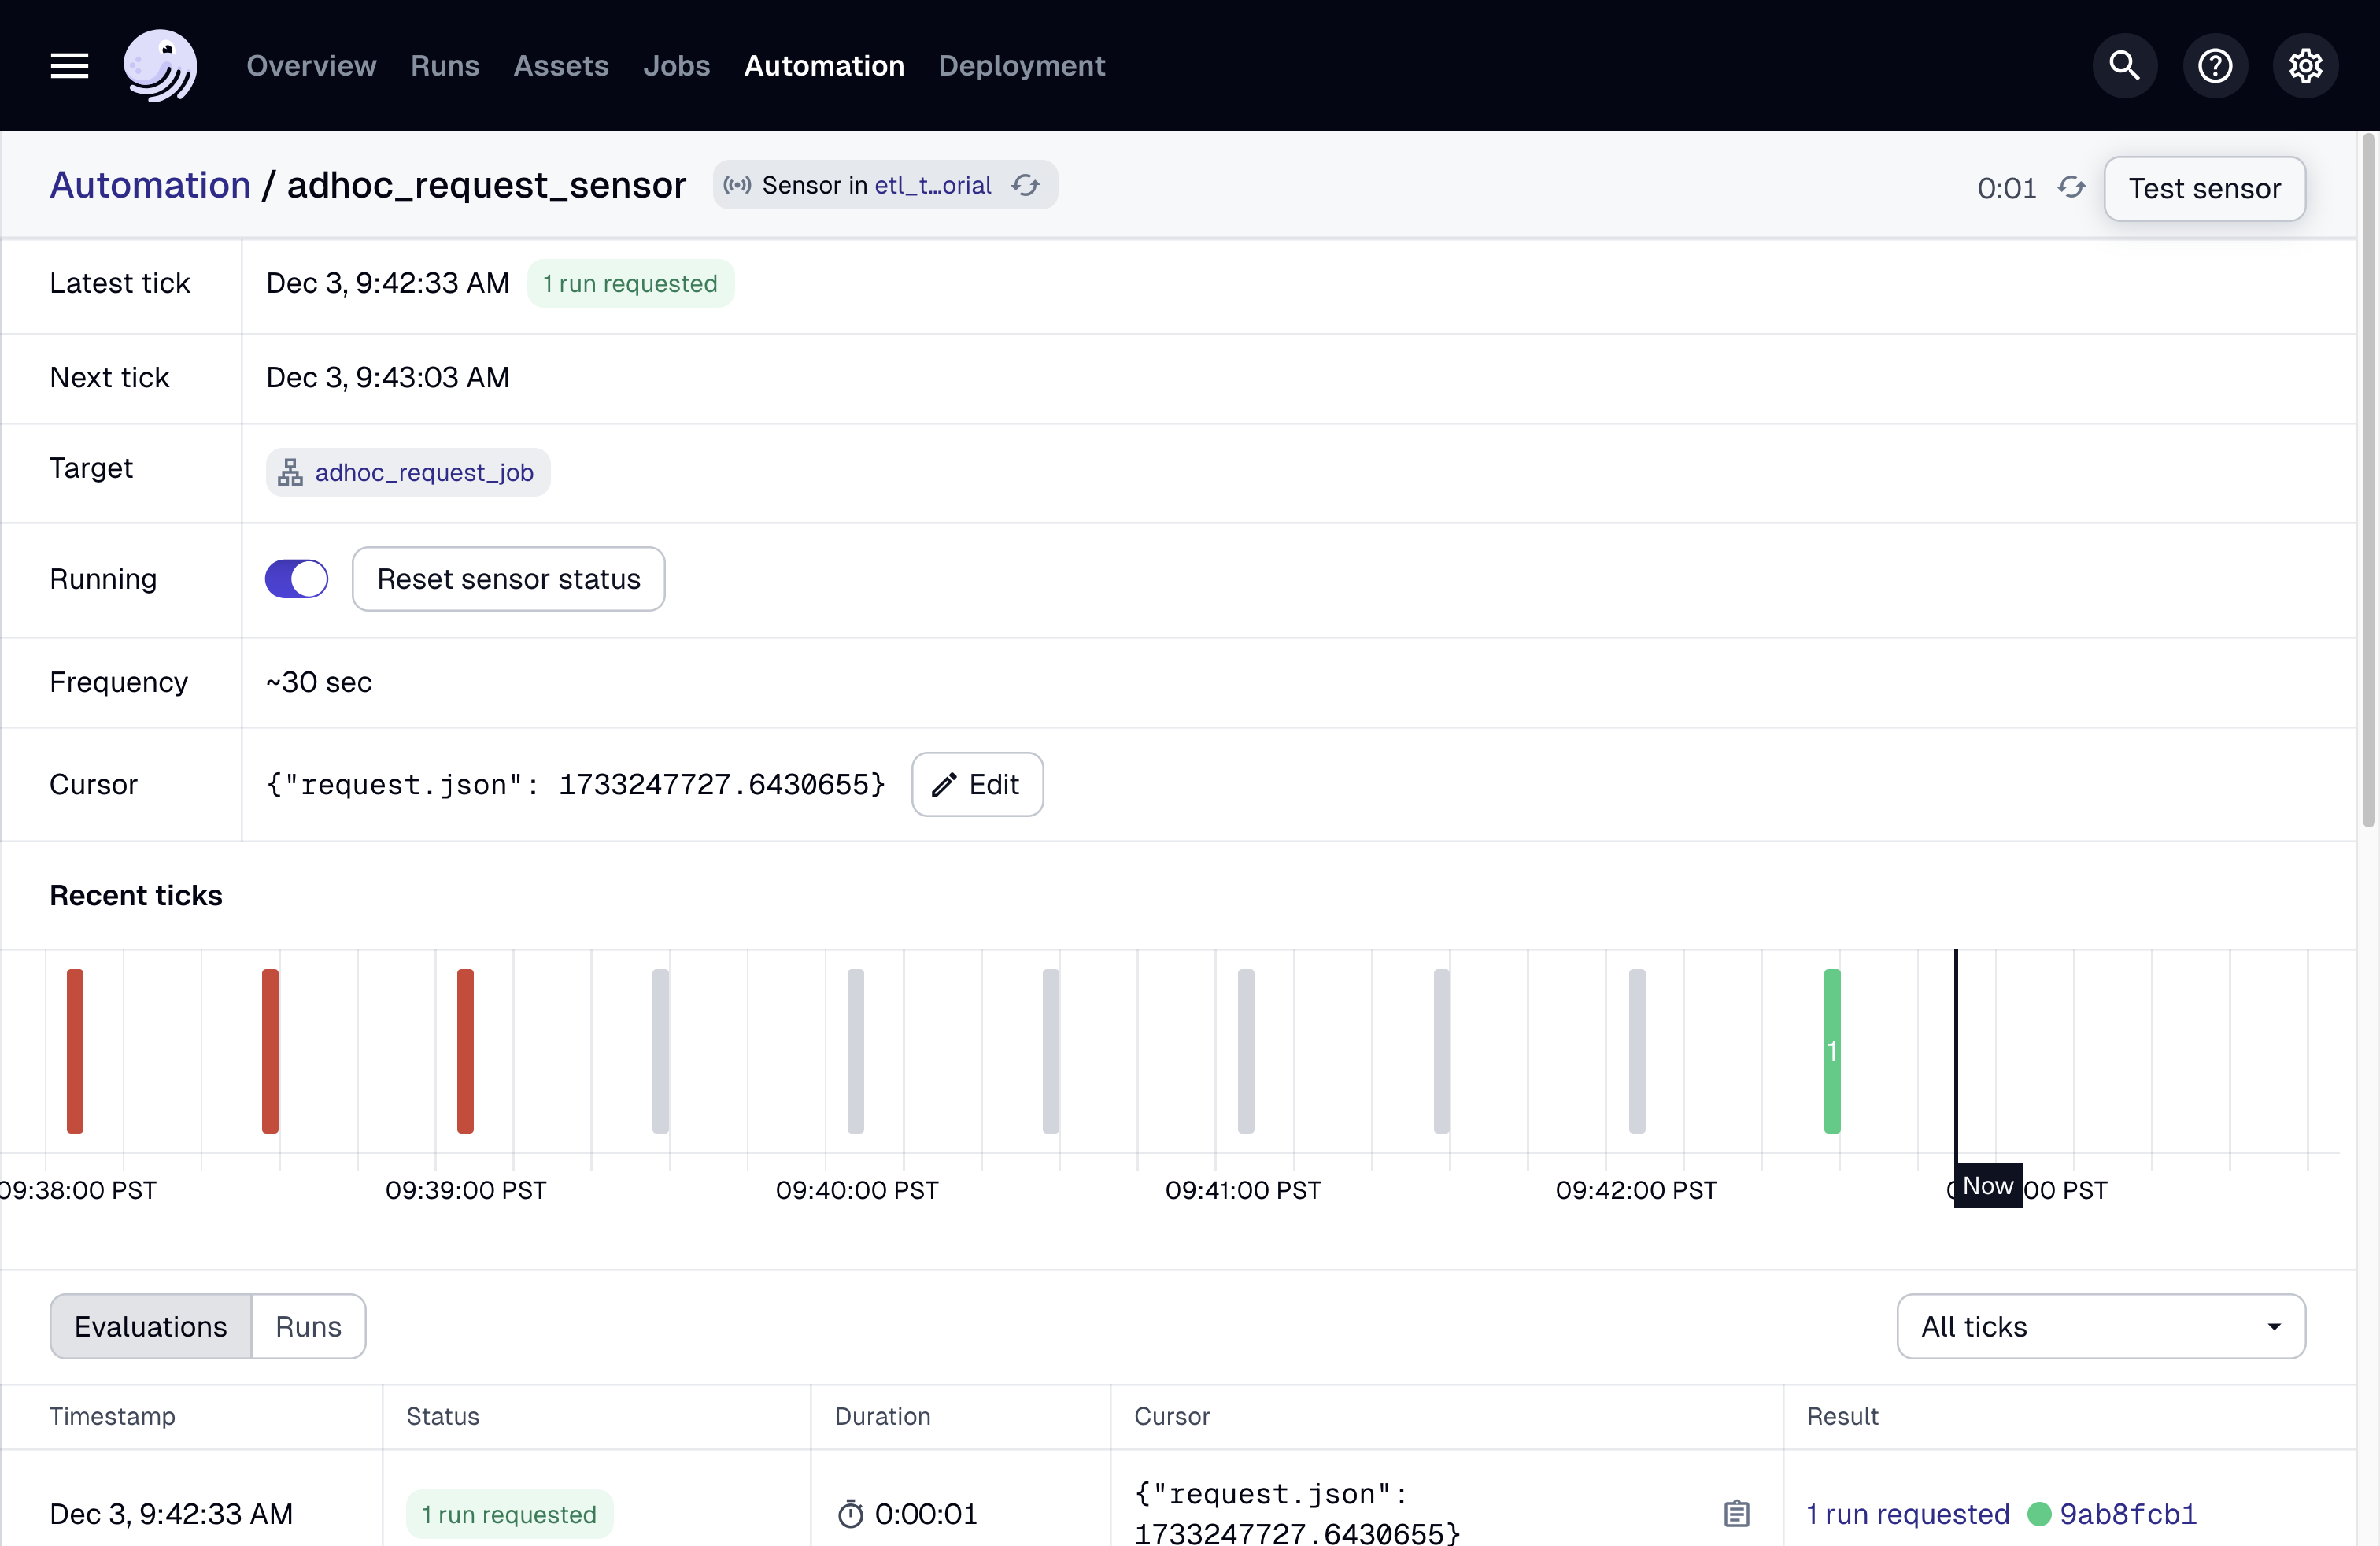 Overview Runs Assets Jobs Automation Deployment
Automation / adhoc_request_sensor Sensor in etl_t...orial 0:01 Test sensor
Latest tick Dec 3, 9:42:33 AM 1 run requested
Next tick Dec 3, 9:43:03 AM
Target adhoc_request_job
Running Reset sensor status
Frequency ~30 sec
Cursor {"request.json": 1733247727.6430655} Edit
Recent ticks
1
09:38:00 PST 09:39:00 PST 09:40:00 PST 09:41:00 PST 09:42:00 PST Now 00 PST
Evaluations Runs All ticks
Timestamp Status Duration Cursor Result
Dec 3, 9:42:33 AM 1 run requested 0:00:01 {"request.json": 1 run requested 9ab8fcb1
1733247727.6430655}